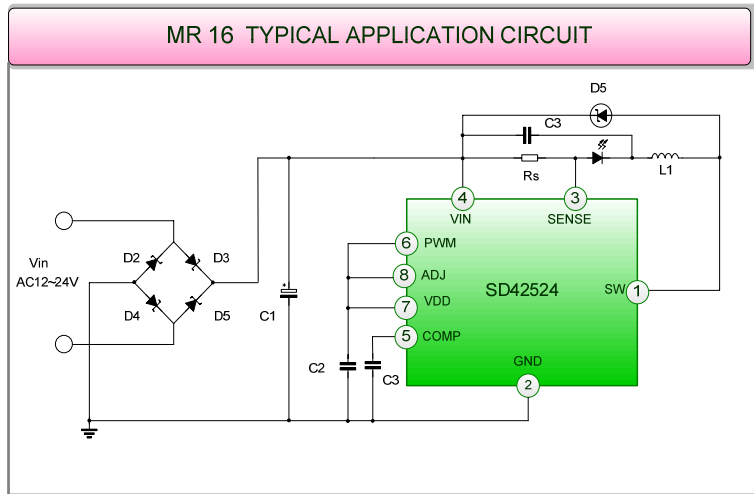 MR 16 TYPICAL APPLICATION CIRCUIT
D5
C3
Rs
L1
4
VIN
3
SENSE
6 PWM
8 ADJ
7 VDD
5 COMP
SD42524
SW 1
GND
2
Vin
AC12~24V
D2
D3
D4
D5
C1
C2
C3